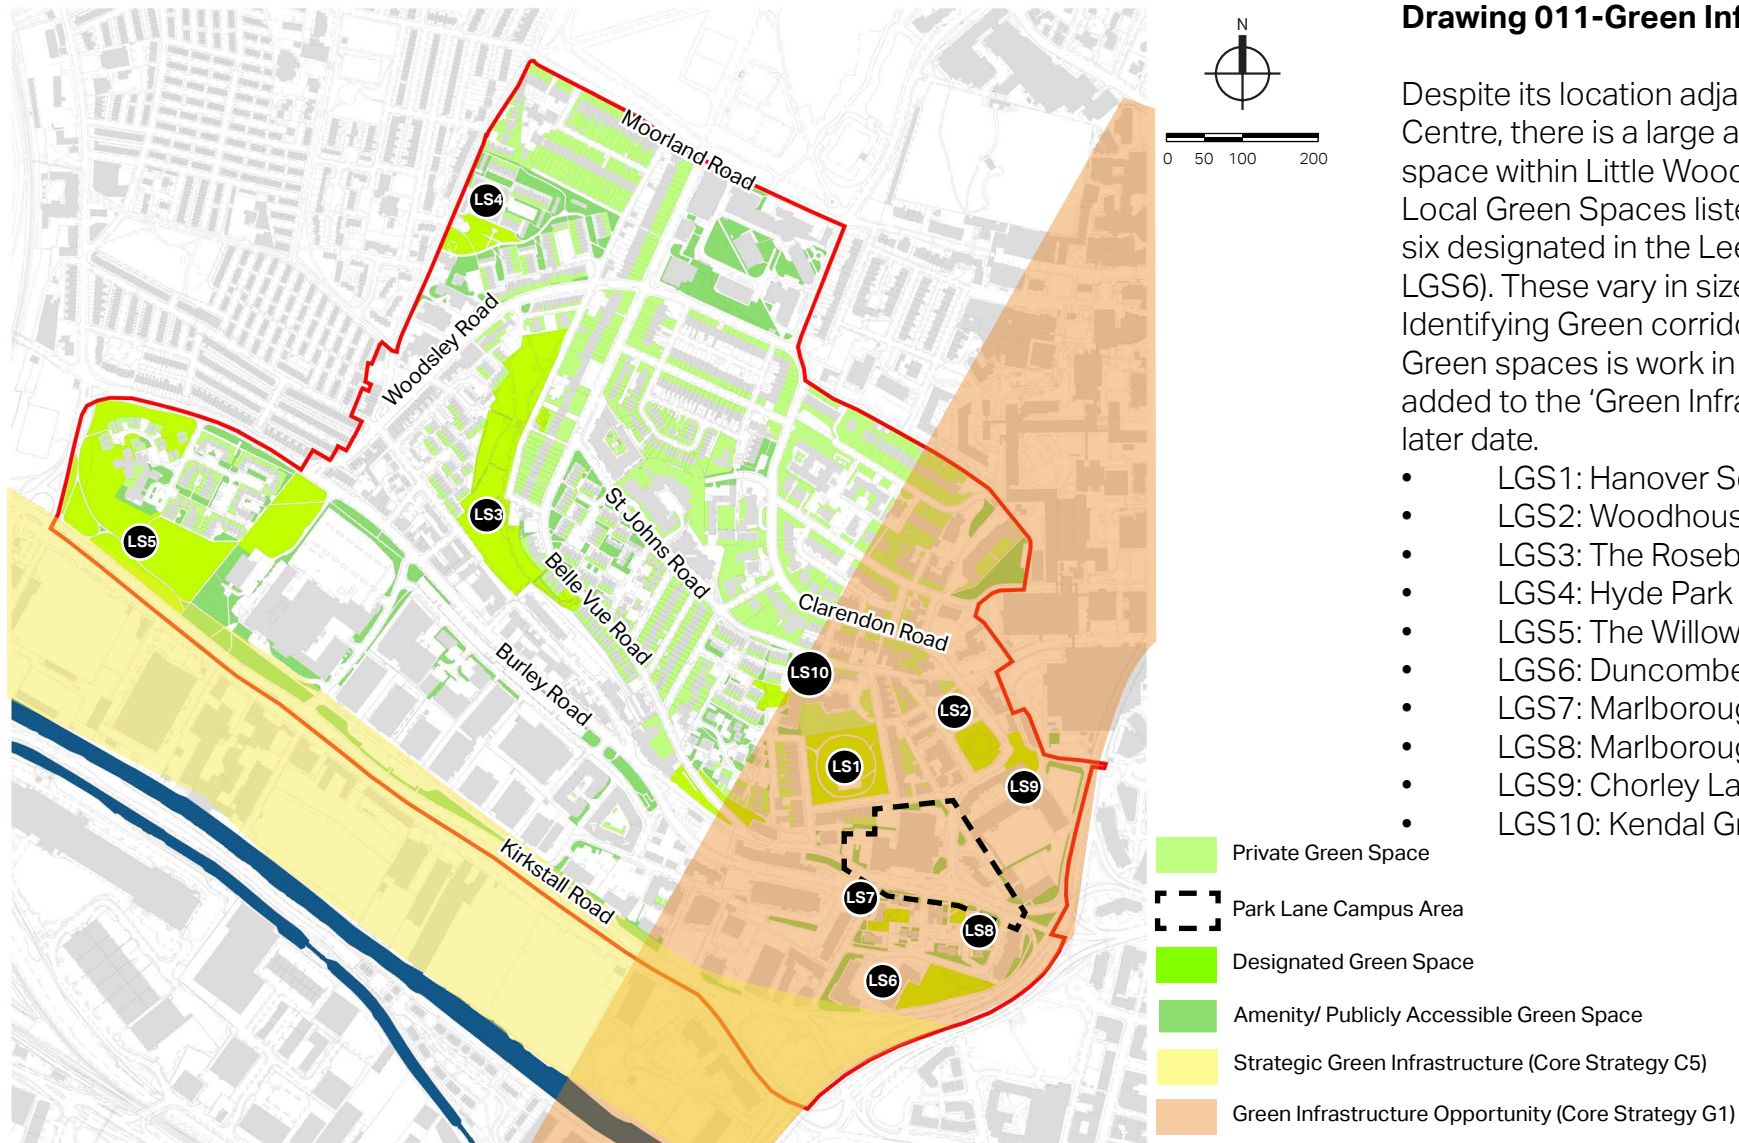 Drawing 011-Green Inf
Despite its location adja
Centre, there is a large a
space within Little Wood
Local Green Spaces liste
six designated in the Lee
LGS6). These vary in size
Identifying Green corrido
Green spaces is work in
added to the ‘Green Infra
later date.
• LGS1: Hanover S
• LGS2: Woodhous
• LGS3: The Roseb
• LGS4: Hyde Park
• LGS5: The Willow
• LGS6: Duncombe
• LGS7: Marlboroug
• LGS8: Marlboroug
• LGS9: Chorley La
• LGS10: Kendal Gr
N
0 50 100 200
Moorland Road
LS4
Woodsley Road
LS3
LS5
St Johns Road
Belle Vue Road
Clarendon Road
Burley Road
LS10
LS2
LS1
LS9
Kirkstall Road
LS7
LS8
LS6
Private Green Space
Park Lane Campus Area
Designated Green Space
Amenity/ Publicly Accessible Green Space
Strategic Green Infrastructure (Core Strategy C5)
Green Infrastructure Opportunity (Core Strategy G1)